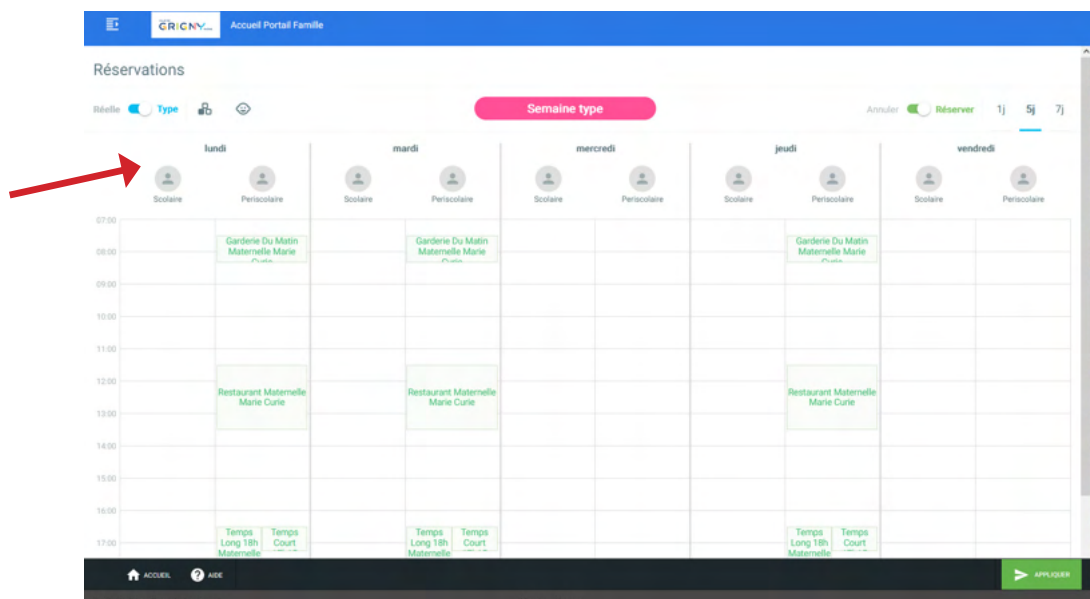 GRIGNY Accueil Portail Famille
Réservations
Réelle Type Semaine type Annuler Réserver 1j 5j 7j
lundi mardi mercredi jeudi vendredi
Scolaire Periscolaire Scolaire Periscolaire Scolaire Periscolaire Scolaire Periscolaire Scolaire Periscolaire
07:00
Garderie Du Matin Garderie Du Matin Garderie Du Matin
08:00 Maternelle Marie Maternelle Marie Maternelle Marie
Curie Curie Curie
09:00
10:00
11:00
12:00
Restaurant Maternelle Restaurant Maternelle Restaurant Maternelle
Marie Curie Marie Curie Marie Curie
13:00
14:00
15:00
16:00
Temps Temps Temps Temps Temps Temps
17:00 Long 18h Court Long 18h Court Long 18h Court
Maternelle Maternelle Maternelle
ACCUEIL AIDE APPLIQUER